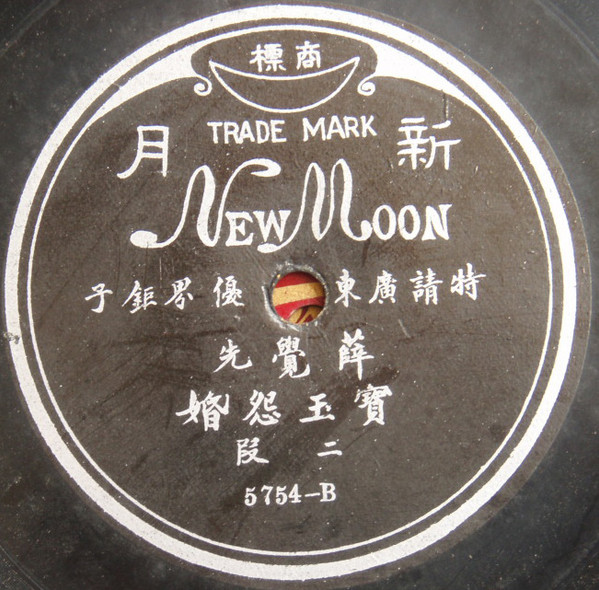 商標
TRADE MARK
新月
NEW MOON
特請廣東優界鉅子
薛覺先
寶玉怨婚
二段
5754-B